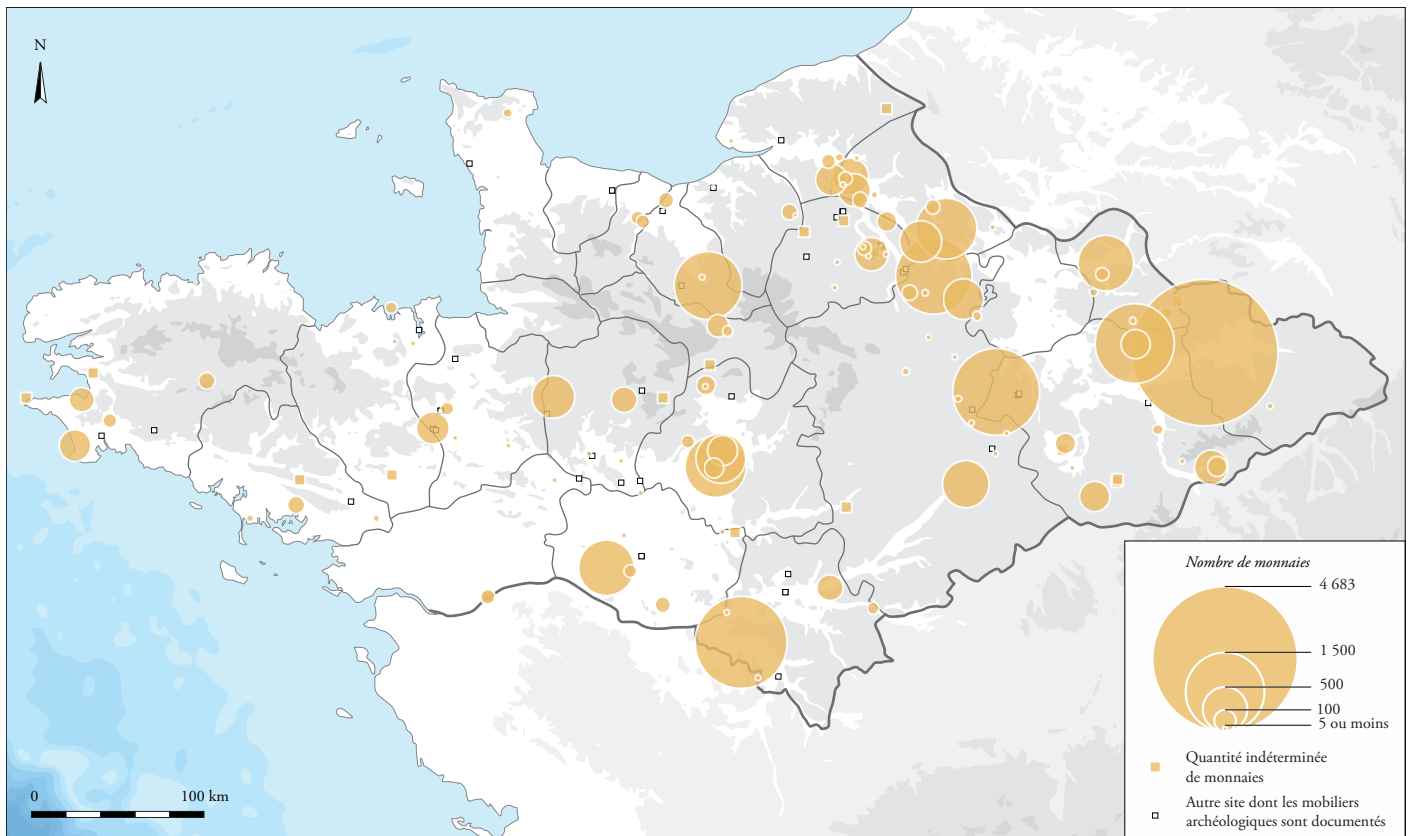 N
0 100 km
Nombre de monnaies
4 683
1 500
500
100
5 ou moins
Quantité indéterminée
de monnaies
Autre site dont les mobiliers
archéologiques sont documentés